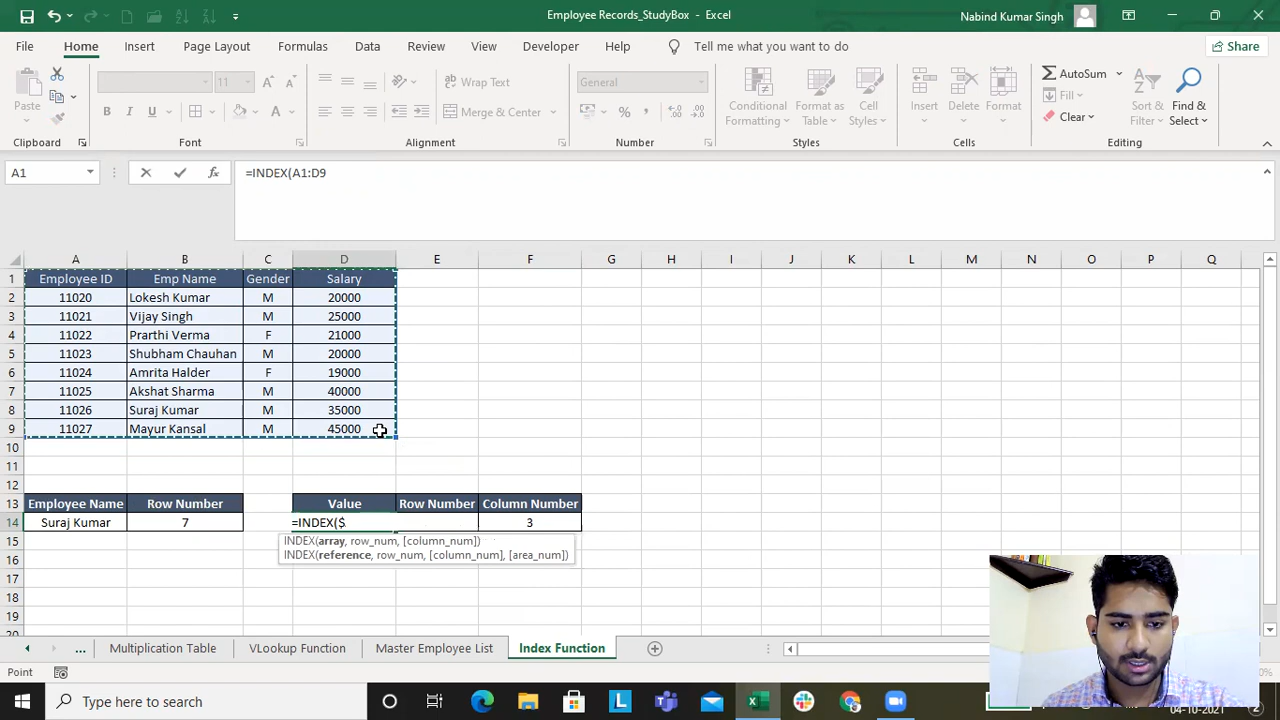 Employee Records_StudyBox - Excel
Nabind Kumar Singh
File Home Insert Page Layout Formulas Data Review View Developer Help Tell me what you want to do Share
Paste
Clipboard
11
B I U
Font
Wrap Text
Merge & Center
Alignment
General
Number
Conditional Formatting
Format as Table
Cell Styles
Styles
Insert Delete Format
Cells
AutoSum
Fill
Clear
Sort & Filter
Find & Select
Editing
A1 =INDEX(A1:D9
A B C D E F G H I J K L M N O P Q
1 Employee ID Emp Name Gender Salary
2 11020 Lokesh Kumar M 20000
3 11021 Vijay Singh M 25000
4 11022 Prarthi Verma F 21000
5 11023 Shubham Chauhan M 20000
6 11024 Amrita Halder F 19000
7 11025 Akshat Sharma M 40000
8 11026 Suraj Kumar M 35000
9 11027 Mayur Kansal M 45000
10
11
12
13 Employee Name Row Number Value Row Number Column Number
14 Suraj Kumar 7 =INDEX($ 3
15 INDEX(array, row_num, [column_num])
INDEX(reference, row_num, [column_num], [area_num])
16
17
18
19
20
... Multiplication Table VLookup Function Master Employee List Index Function
Point
Type here to search
04-10-2021